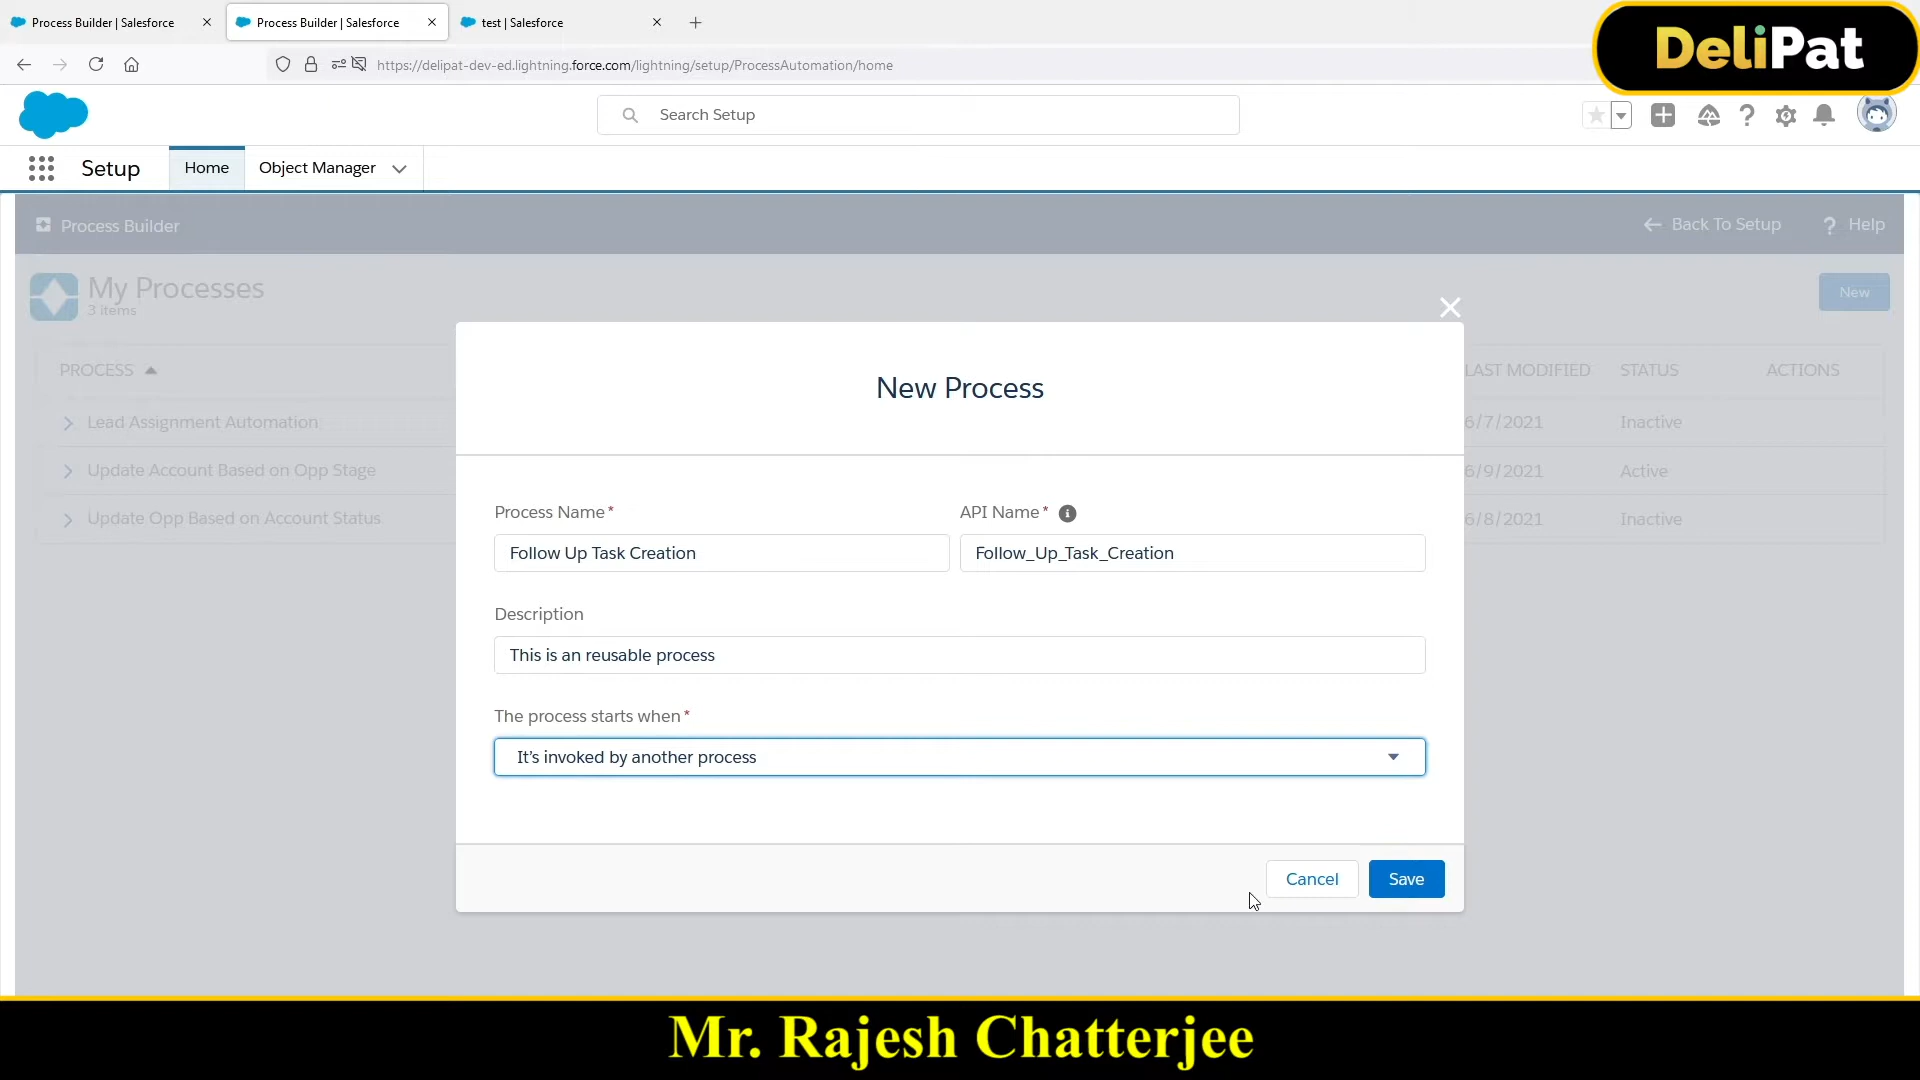 Process Builder | Salesforce
Process Builder | Salesforce
test | Salesforce
DeliPat
https://delipat-dev-ed.lightning.force.com/lightning/setup/ProcessAutomation/home
Search Setup
Setup
Home
Object Manager
Process Builder
Back To Setup
Help
My Processes
3 items
New
PROCESS
LAST MODIFIED
STATUS
ACTIONS
Lead Assignment Automation
6/7/2021
Inactive
Update Account Based on Opp Stage
6/9/2021
Active
Update Opp Based on Account Status
6/8/2021
Inactive
New Process
Process Name*
API Name*
Follow Up Task Creation
Follow_Up_Task_Creation
Description
This is an reusable process
The process starts when*
It's invoked by another process
Cancel
Save
Mr. Rajesh Chatterjee